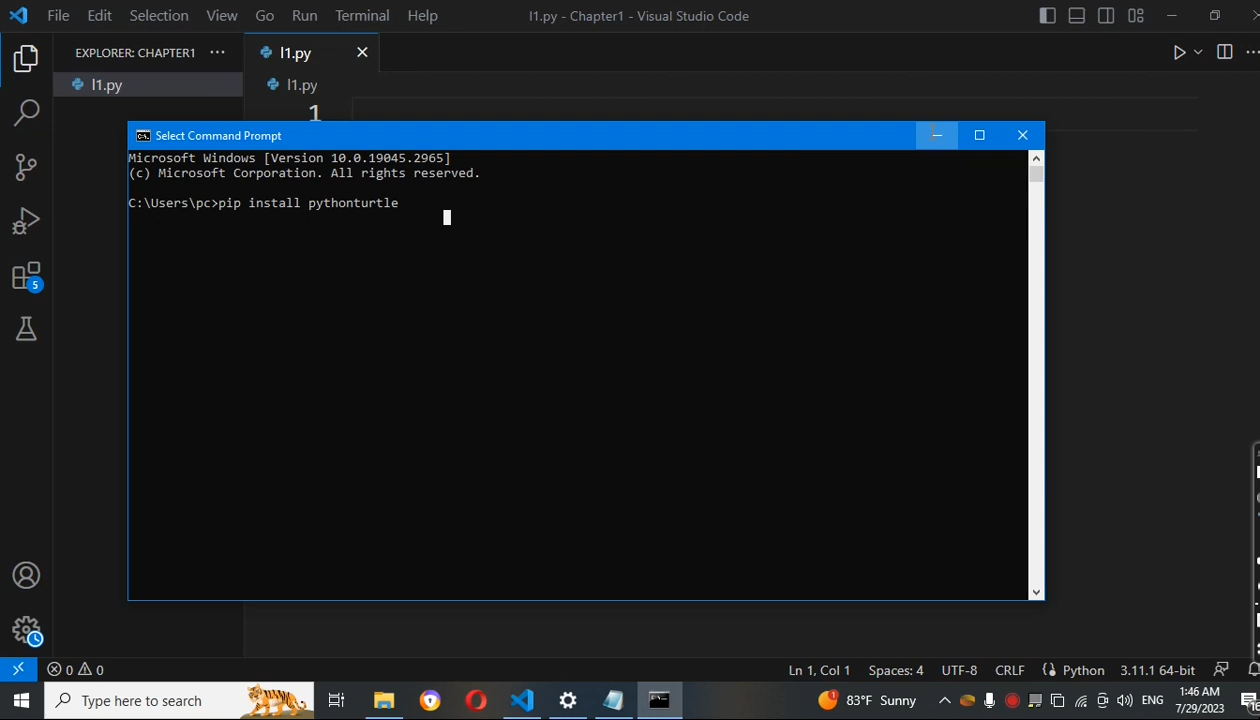 File Edit Selection View Go Run Terminal Help
l1.py - Chapter1 - Visual Studio Code
EXPLORER: CHAPTER1 ···
l1.py
l1.py
l1.py
1
Select Command Prompt
Microsoft Windows [Version 10.0.19045.2965]
(c) Microsoft Corporation. All rights reserved.
C:\Users\pc>pip install pythonturtle
5
0 0
Ln 1, Col 1 Spaces: 4 UTF-8 CRLF Python 3.11.1 64-bit
Type here to search
1
83°F Sunny
ENG
1:46 AM
7/29/2023